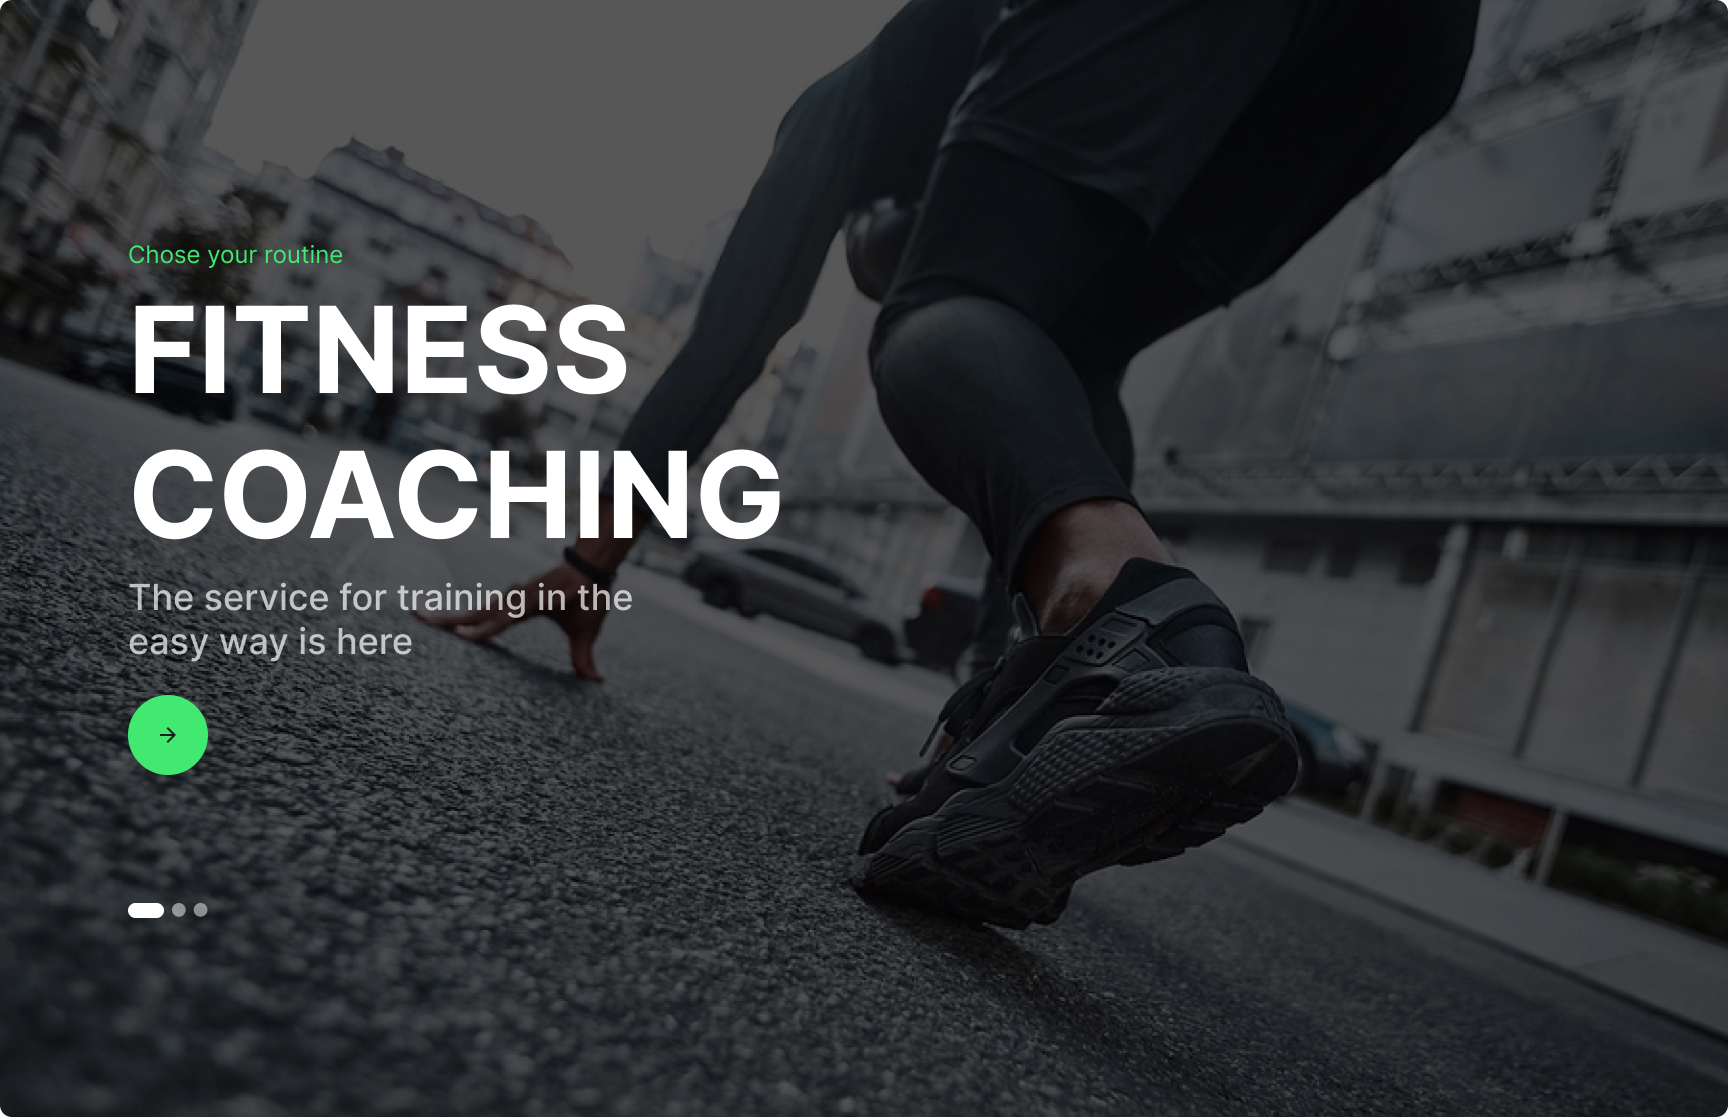 Chose your routine
FITNESS
COACHING
The service for training in the
easy way is here